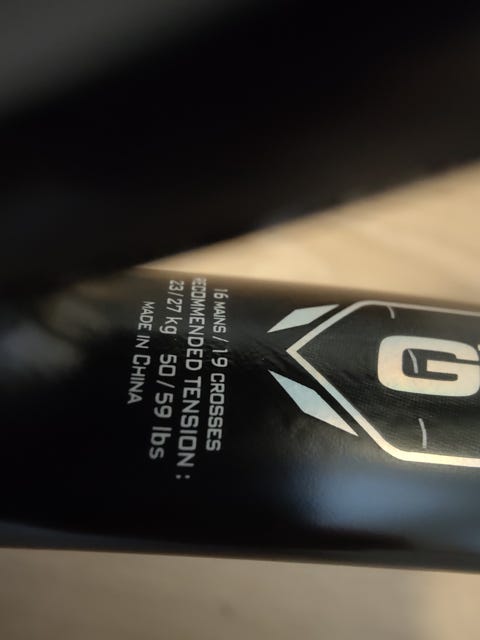 16 MAINS / 19 CROSSES
RECOMMENDED TENSION :
23/27 kg 50/59 lbs
MADE IN CHINA
G